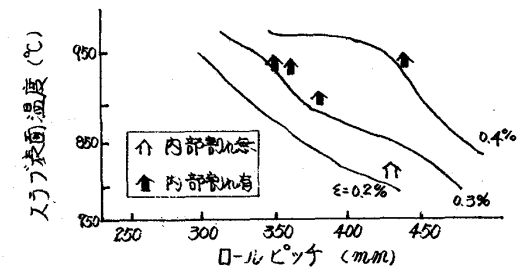 スラブ表面温度 (℃)
950
850
750
⇧ 内部割れ無
⬆ 内部割れ有
0.4%
0.3%
ε=0.2%
250 300 350 400 450
ロールピッチ (mm)